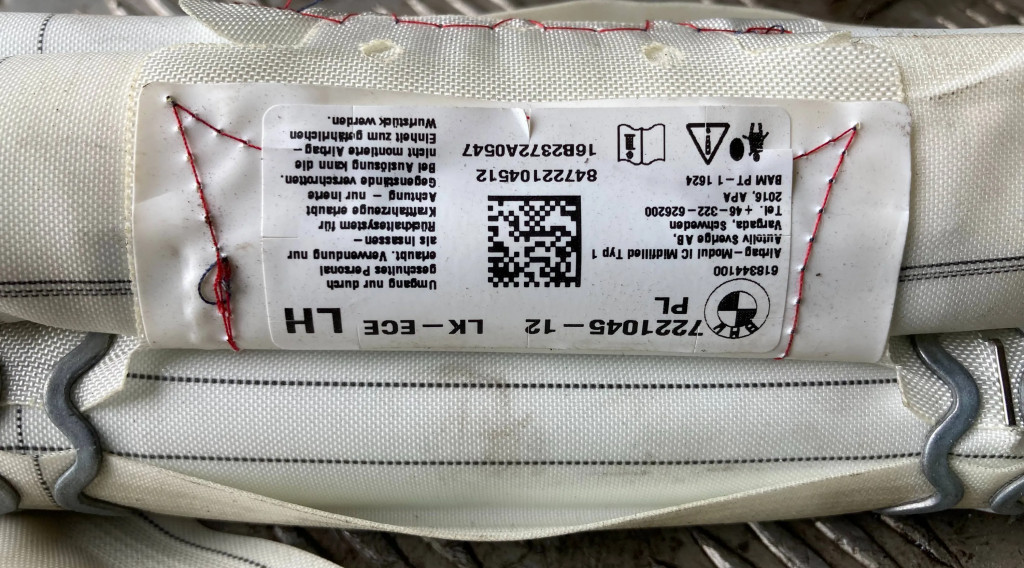 BMW
7221045-12 LK-ECE LH
PL
618344100
Airbag-Modul IC Midfilled Typ 1
Autoliv Sverige AB,
Vargada, Schweden
Tel. +46-322-626200
2016, APA
BAM PT-1 1624
84722104512
16B2372A0547
Umgang nur durch
geschultes Personal
erlaubt. Verwendung nur
als Insassen-
Rückhaltesystem für
Kraftfahrzeuge erlaubt
Achtung - nur inerte
Gegenstände verschrotten.
Bei Auslösung kann die
nicht montierte Airbag-
Einheit zum gefährlichen
Wurfstück werden.